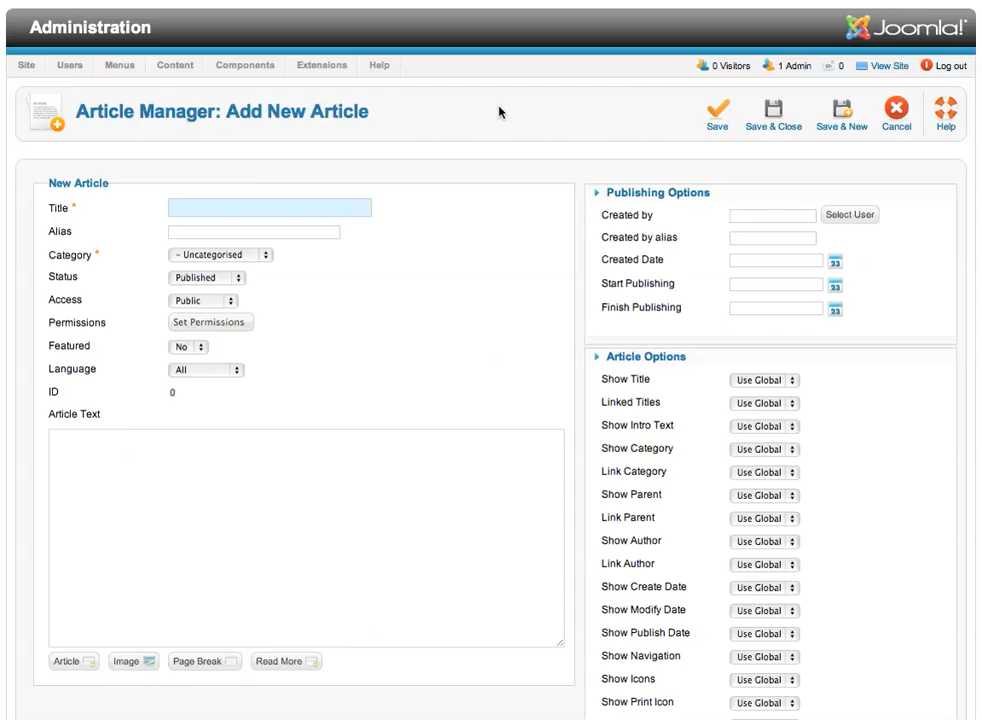 Administration
Joomla!
Site Users Menus Content Components Extensions Help
0 Visitors 1 Admin 0 View Site Log out
Article Manager: Add New Article
Save Save & Close Save & New Cancel Help
New Article
Title *
Alias
Category * - Uncategorised
Status Published
Access Public
Permissions Set Permissions
Featured No
Language All
ID 0
Article Text
Article Image Page Break Read More
Publishing Options
Created by Select User
Created by alias
Created Date 23
Start Publishing 23
Finish Publishing 23
Article Options
Show Title Use Global
Linked Titles Use Global
Show Intro Text Use Global
Show Category Use Global
Link Category Use Global
Show Parent Use Global
Link Parent Use Global
Show Author Use Global
Link Author Use Global
Show Create Date Use Global
Show Modify Date Use Global
Show Publish Date Use Global
Show Navigation Use Global
Show Icons Use Global
Show Print Icon Use Global